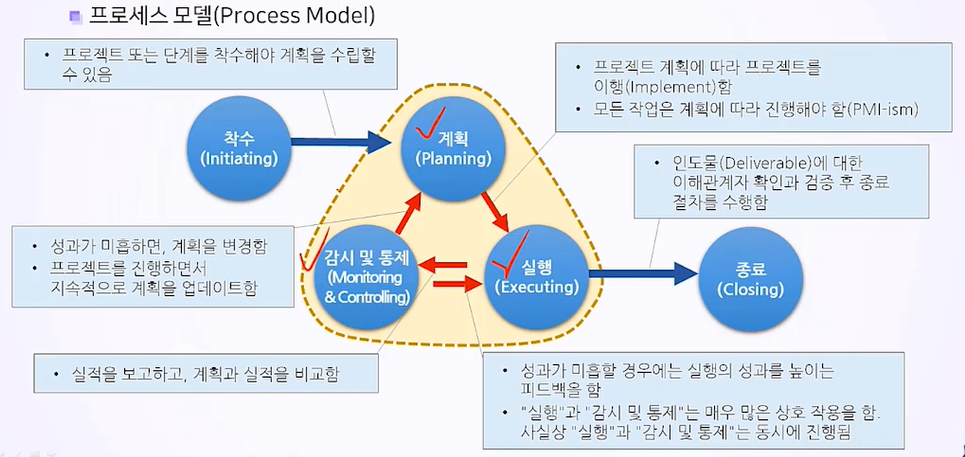 프로세스 모델(Process Model)
• 프로젝트 또는 단계를 착수해야 계획을 수립할
수 있음
• 프로젝트 계획에 따라 프로젝트를
이행(Implement)함
• 모든 작업은 계획에 따라 진행해야 함(PMI-ism)
착수
(Initiating)
계획
(Planning)
• 인도물(Deliverable)에 대한
이해관계자 확인과 검증 후 종료
절차를 수행함
• 성과가 미흡하면, 계획을 변경함
• 프로젝트를 진행하면서
지속적으로 계획을 업데이트함
감시 및 통제
(Monitoring
& Controlling)
실행
(Executing)
종료
(Closing)
• 실적을 보고하고, 계획과 실적을 비교함
• 성과가 미흡할 경우에는 실행의 성과를 높이는
피드백을 함
• "실행"과 "감시 및 통제"는 매우 많은 상호 작용을 함.
사실상 "실행"과 "감시 및 통제"는 동시에 진행됨